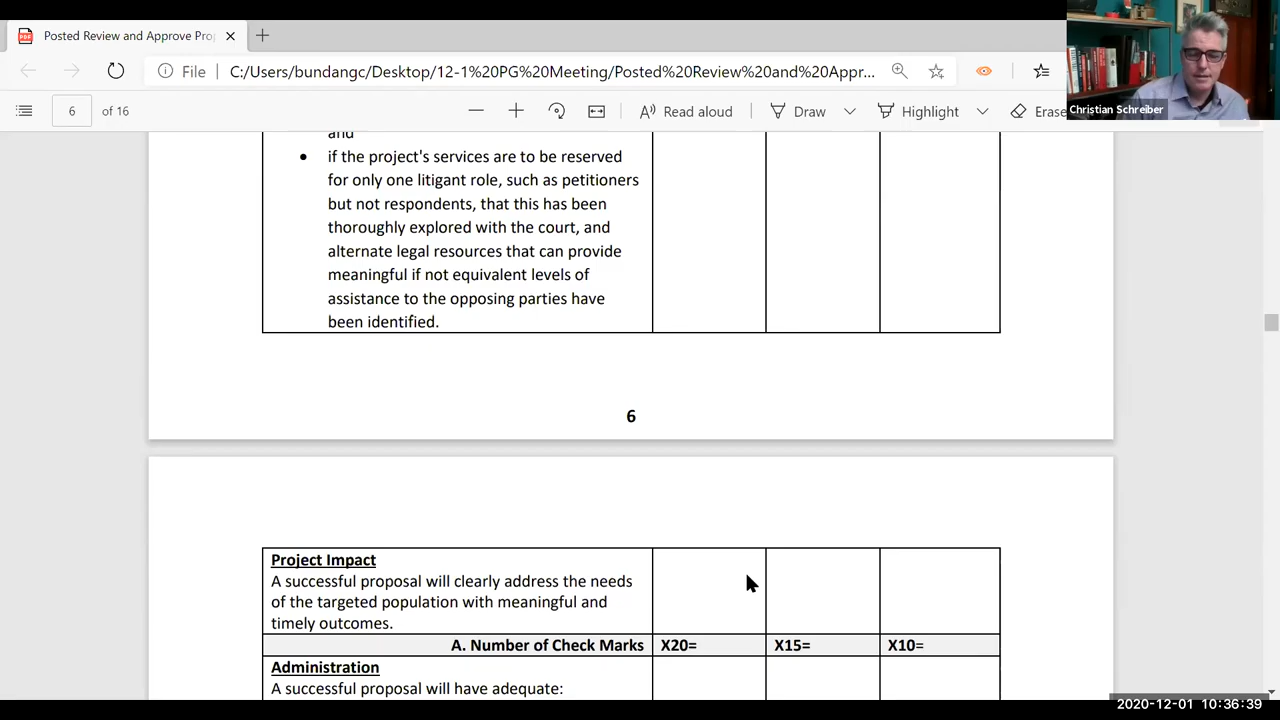 Posted Review and Approve Pro
File
C:/Users/bundangc/Desktop/12-1%20PG%20Meeting/Posted%20Review%20and%20Appr...
6
of 16
Read aloud
Draw
Highlight
Erase
Christian Schreiber
and
• if the project's services are to be reserved
for only one litigant role, such as petitioners
but not respondents, that this has been
thoroughly explored with the court, and
alternate legal resources that can provide
meaningful if not equivalent levels of
assistance to the opposing parties have
been identified.
6
Project Impact
A successful proposal will clearly address the needs
of the targeted population with meaningful and
timely outcomes.
A. Number of Check Marks X20= X15= X10=
Administration
A successful proposal will have adequate:
2020-12-01 10:36:39